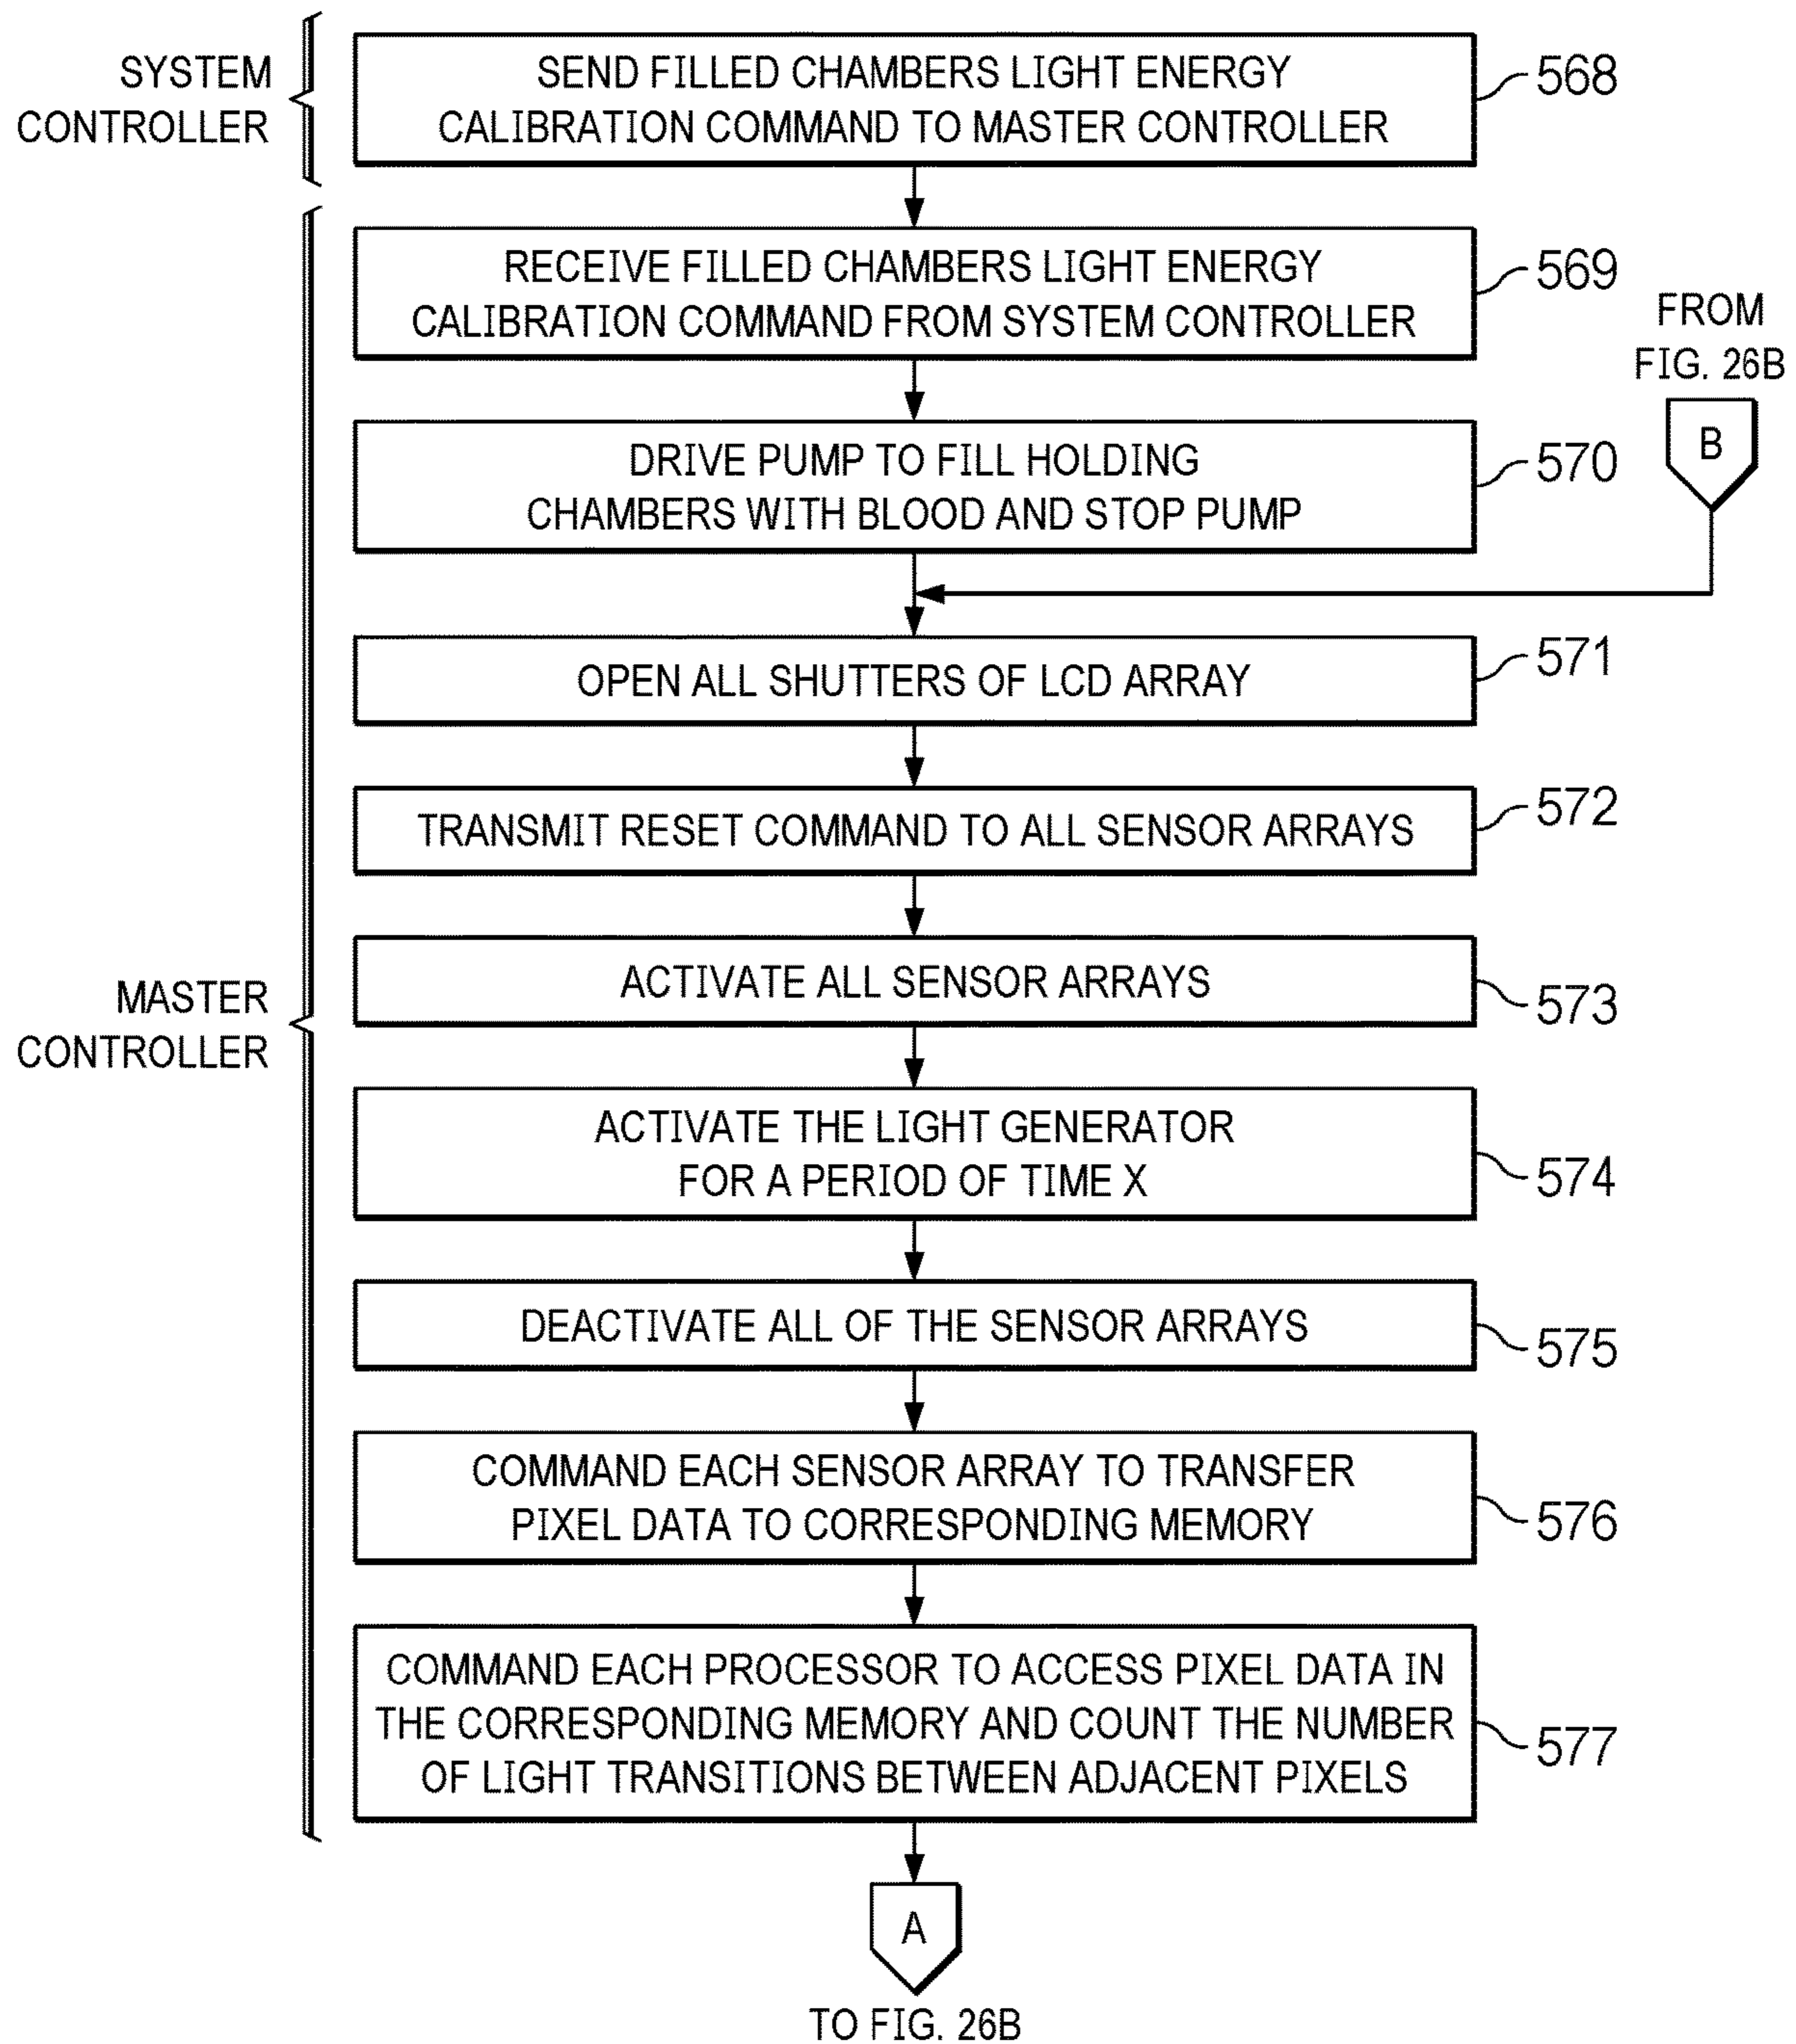 SYSTEM
CONTROLLER
SEND FILLED CHAMBERS LIGHT ENERGY
CALIBRATION COMMAND TO MASTER CONTROLLER
568
RECEIVE FILLED CHAMBERS LIGHT ENERGY
CALIBRATION COMMAND FROM SYSTEM CONTROLLER
569
FROM
FIG. 26B
B
DRIVE PUMP TO FILL HOLDING
CHAMBERS WITH BLOOD AND STOP PUMP
570
OPEN ALL SHUTTERS OF LCD ARRAY
571
TRANSMIT RESET COMMAND TO ALL SENSOR ARRAYS
572
MASTER
CONTROLLER
ACTIVATE ALL SENSOR ARRAYS
573
ACTIVATE THE LIGHT GENERATOR
FOR A PERIOD OF TIME X
574
DEACTIVATE ALL OF THE SENSOR ARRAYS
575
COMMAND EACH SENSOR ARRAY TO TRANSFER
PIXEL DATA TO CORRESPONDING MEMORY
576
COMMAND EACH PROCESSOR TO ACCESS PIXEL DATA IN
THE CORRESPONDING MEMORY AND COUNT THE NUMBER
OF LIGHT TRANSITIONS BETWEEN ADJACENT PIXELS
577
A
TO FIG. 26B